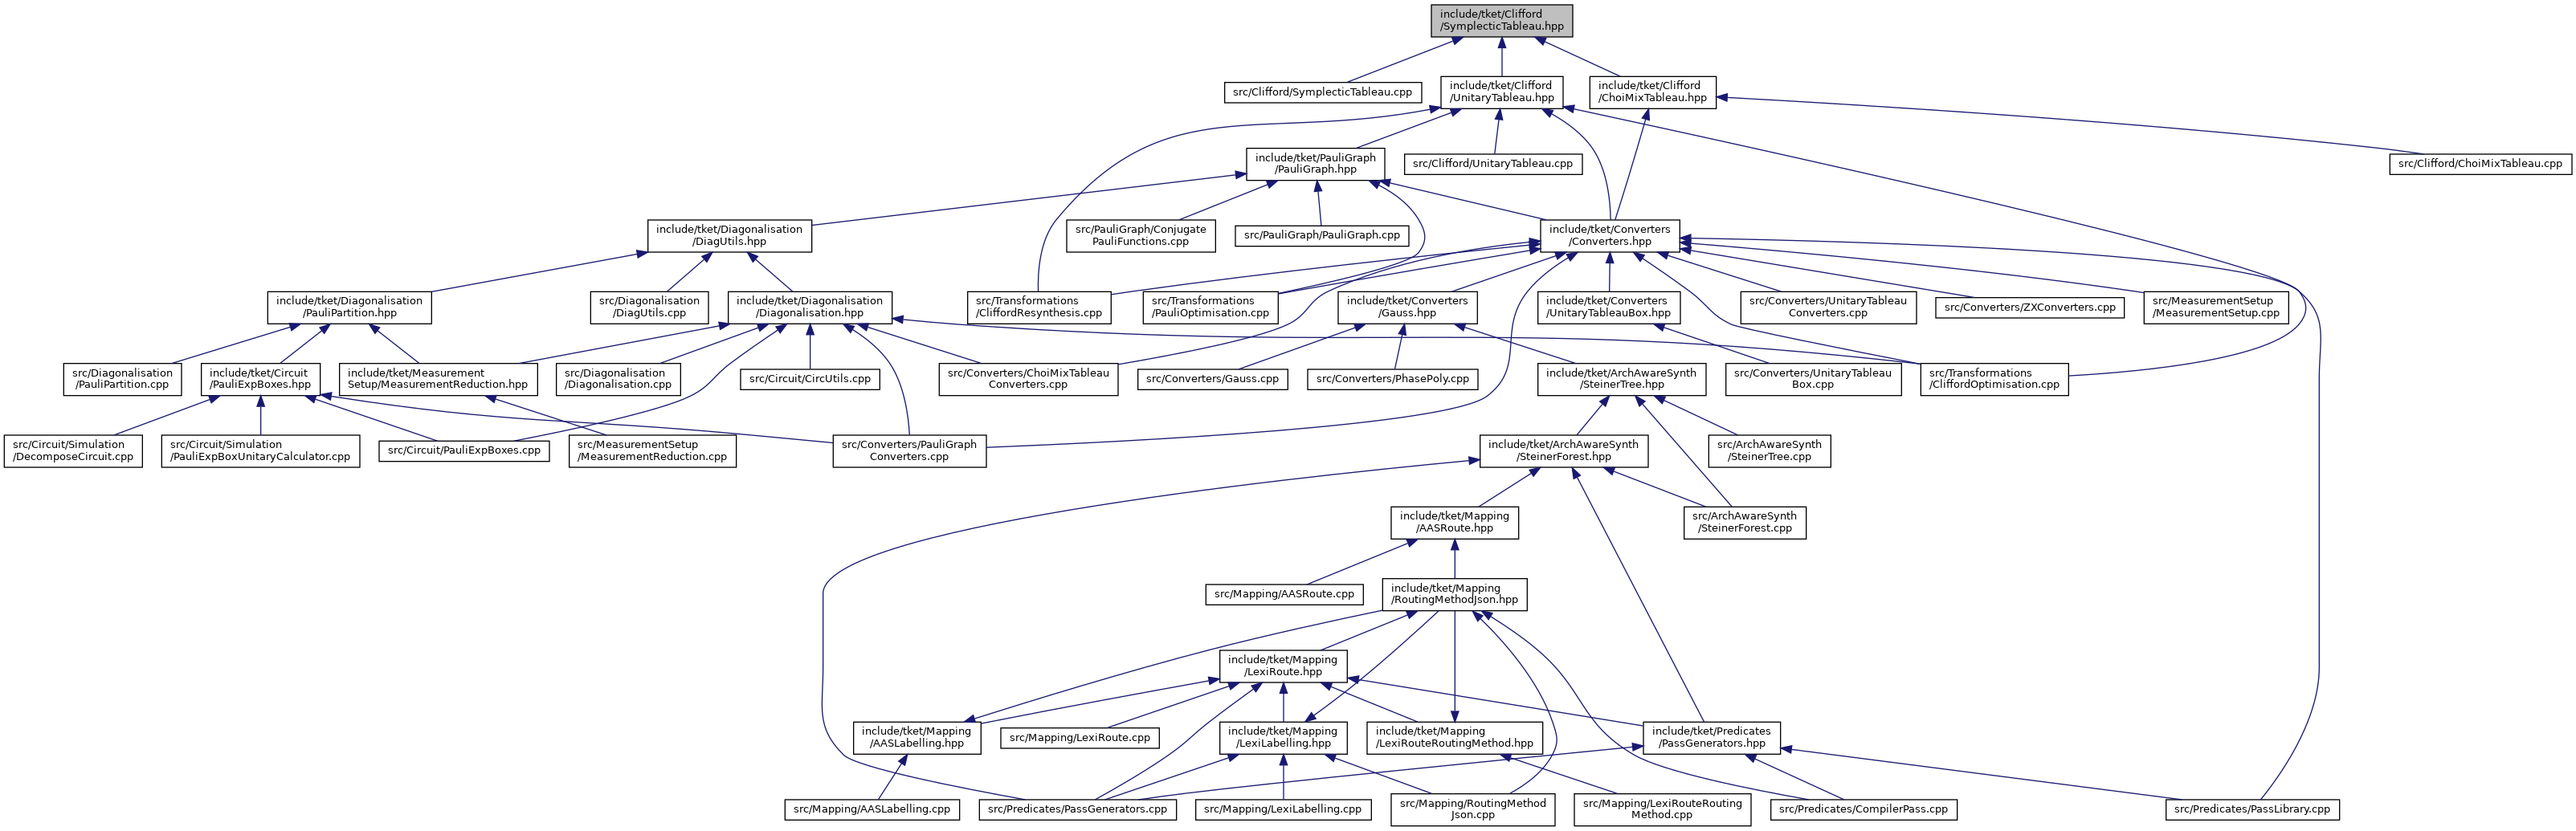 include/tket/Clifford
/SymplecticTableau.hpp
src/Clifford/SymplecticTableau.cpp
include/tket/Clifford
/UnitaryTableau.hpp
include/tket/Clifford
/ChoiMixTableau.hpp
include/tket/PauliGraph
/PauliGraph.hpp
src/Clifford/UnitaryTableau.cpp
src/Clifford/ChoiMixTableau.cpp
include/tket/Diagonalisation
/DiagUtils.hpp
src/PauliGraph/Conjugate
PauliFunctions.cpp
src/PauliGraph/PauliGraph.cpp
include/tket/Converters
/Converters.hpp
include/tket/Diagonalisation
/PauliPartition.hpp
src/Diagonalisation
/DiagUtils.cpp
include/tket/Diagonalisation
/Diagonalisation.hpp
src/Transformations
/CliffordResynthesis.cpp
src/Transformations
/PauliOptimisation.cpp
include/tket/Converters
/Gauss.hpp
include/tket/Converters
/UnitaryTableauBox.hpp
src/Converters/UnitaryTableau
Converters.cpp
src/Converters/ZXConverters.cpp
src/MeasurementSetup
/MeasurementSetup.cpp
src/Diagonalisation
/PauliPartition.cpp
include/tket/Circuit
/PauliExpBoxes.hpp
include/tket/Measurement
Setup/MeasurementReduction.hpp
src/Diagonalisation
/Diagonalisation.cpp
src/Circuit/CircUtils.cpp
src/Converters/ChoiMixTableau
Converters.cpp
src/Converters/Gauss.cpp
src/Converters/PhasePoly.cpp
include/tket/ArchAwareSynth
/SteinerTree.hpp
src/Converters/UnitaryTableau
Box.cpp
src/Transformations
/CliffordOptimisation.cpp
src/Circuit/Simulation
/DecomposeCircuit.cpp
src/Circuit/Simulation
/PauliExpBoxUnitaryCalculator.cpp
src/Circuit/PauliExpBoxes.cpp
src/MeasurementSetup
/MeasurementReduction.cpp
src/Converters/PauliGraph
Converters.cpp
include/tket/ArchAwareSynth
/SteinerForest.hpp
src/ArchAwareSynth
/SteinerTree.cpp
include/tket/Mapping
/AASRoute.hpp
src/ArchAwareSynth
/SteinerForest.cpp
src/Mapping/AASRoute.cpp
include/tket/Mapping
/RoutingMethodJson.hpp
include/tket/Mapping
/LexiRoute.hpp
include/tket/Mapping
/AASLabelling.hpp
src/Mapping/LexiRoute.cpp
include/tket/Mapping
/LexiLabelling.hpp
include/tket/Mapping
/LexiRouteRoutingMethod.hpp
include/tket/Predicates
/PassGenerators.hpp
src/Mapping/AASLabelling.cpp
src/Predicates/PassGenerators.cpp
src/Mapping/LexiLabelling.cpp
src/Mapping/RoutingMethod
Json.cpp
src/Mapping/LexiRouteRouting
Method.cpp
src/Predicates/CompilerPass.cpp
src/Predicates/PassLibrary.cpp